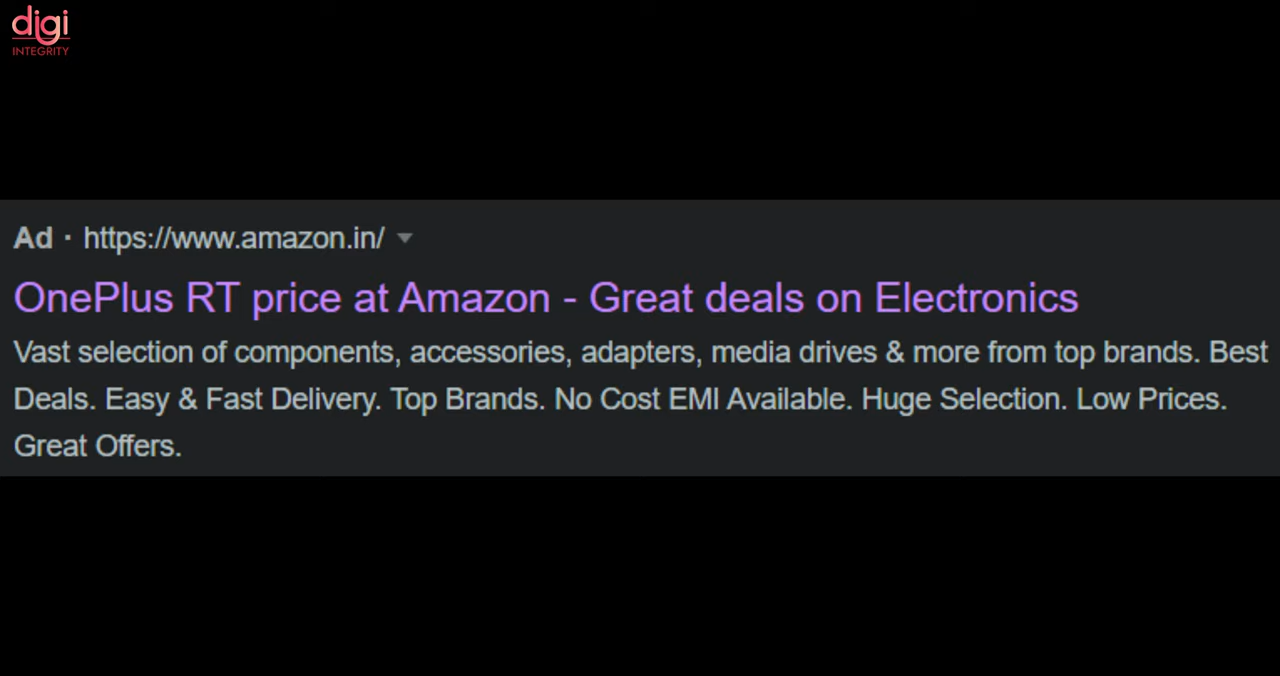 digi
INTEGRITY
Ad · https://www.amazon.in/
OnePlus RT price at Amazon - Great deals on Electronics
Vast selection of components, accessories, adapters, media drives & more from top brands. Best
Deals. Easy & Fast Delivery. Top Brands. No Cost EMI Available. Huge Selection. Low Prices.
Great Offers.